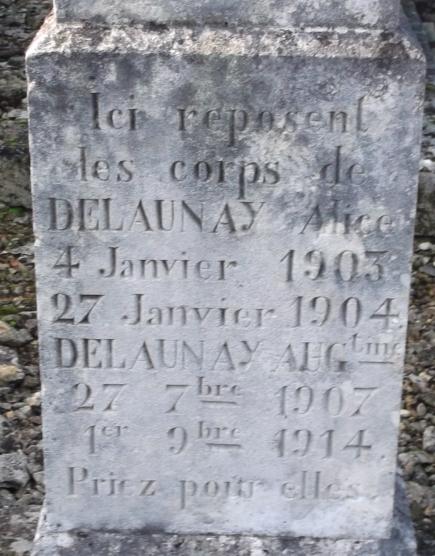 Ici reposent
les corps de
DELAUNAY Alice
4 Janvier 1903
27 Janvier 1904
DELAUNAY AUGtine
27 7bre 1907
1er 9bre 1914
Priez pour elles.